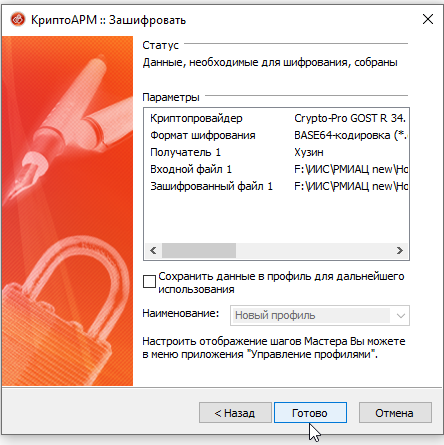 КриптоАРМ :: Зашифровать
Статус
Данные, необходимые для шифрования, собраны
Параметры
Криптопровайдер Crypto-Pro GOST R 34.
Формат шифрования BASE64-кодировка (*.
Получатель 1 Хузин
Входной файл 1 F:\ИИС\РМИАЦ new\Но
Зашифрованный файл 1 F:\ИИС\РМИАЦ new\Но
Сохранить данные в профиль для дальнейшего
использования
Наименование: Новый профиль
Настроить отображение шагов Мастера Вы можете
в меню приложения "Управление профилями".
< Назад Готово Отмена